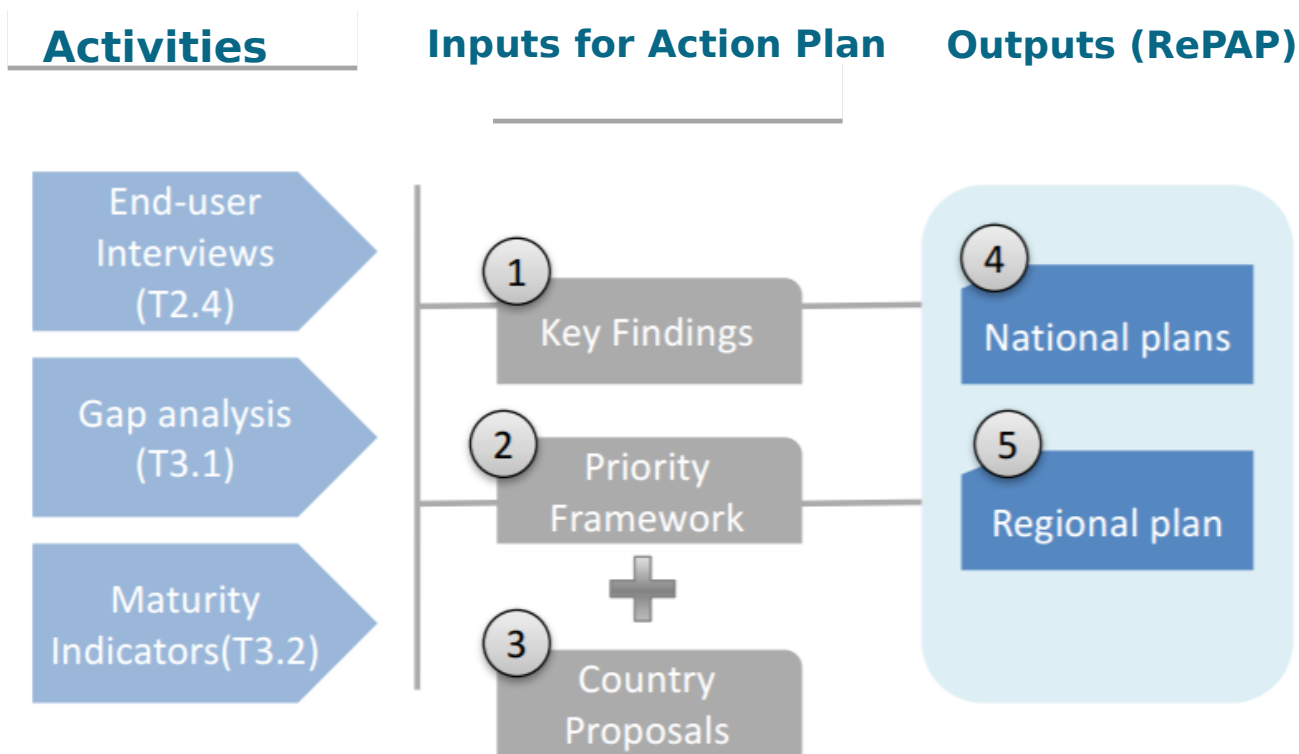 Activities
Inputs for Action Plan
Outputs (RePAP)
End-user
Interviews
(T2.4)
Gap analysis
(T3.1)
Maturity
Indicators(T3.2)
1
Key Findings
2
Priority
Framework
3
Country
Proposals
4
National plans
5
Regional plan